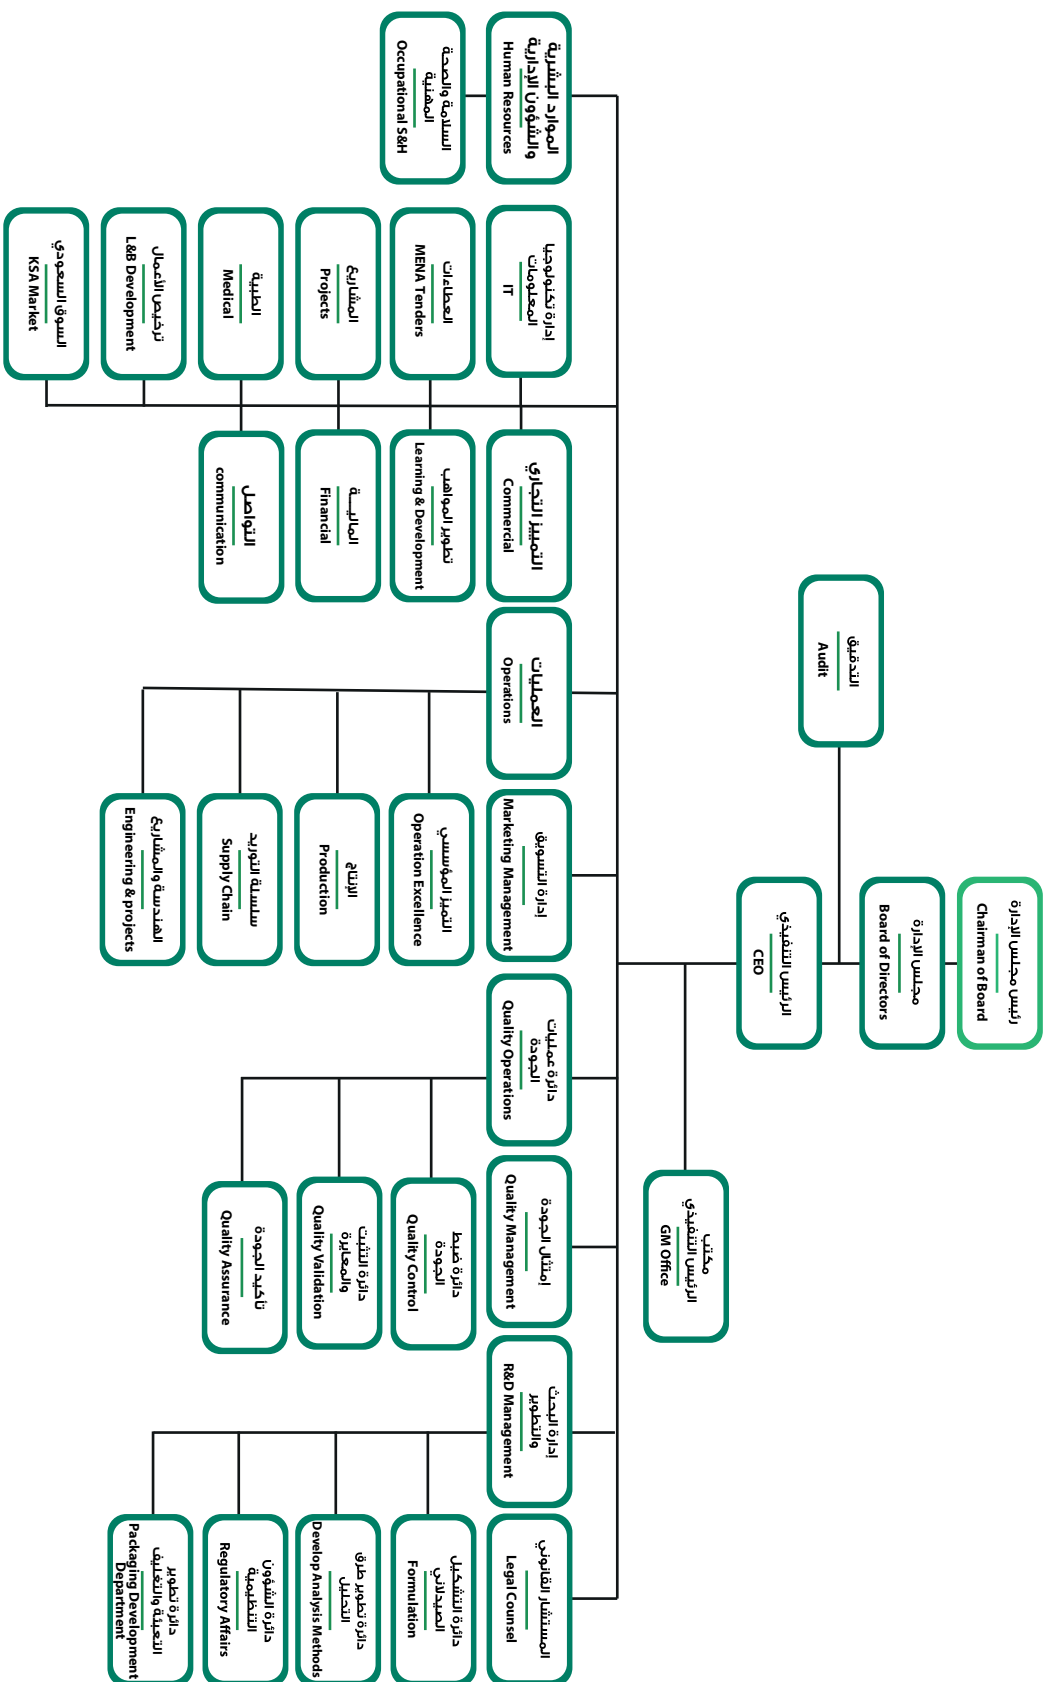 رئيس مجلس الإدارة
Chairman of Board
مجلس الإدارة
Board of Directors
التدقيق
Audit
الرئيس التنفيذي
CEO
مكتب
الرئيس التنفيذي
GM Office
الموارد البشرية
والشؤون الإدارية
Human Resources
السلامة والصحة
المهنية
Occupational S&H
إدارة تكنولوجيا
المعلومات
IT
العطاءات
MENA Tenders
المشاريع
Projects
الطبية
Medical
ترخيص الأعمال
L&B Development
السوق السعودي
KSA Market
التمييز التجاري
Commercial
تطوير المواهب
Learning & Development
الماليــــة
Financial
التواصل
communication
العمليات
Operations
التميز المؤسسي
Operation Excellence
الإنتاج
Production
سلسلة التوريد
Supply Chain
الهندسة والمشاريع
Engineering & projects
إدارة التسويق
Marketing Management
دائرة عمليات
الجودة
Quality Operations
دائرة ضبط
الجودة
Quality Control
دائرة التثبت
والمعايرة
Quality Validation
تأكيد الجودة
Quality Assurance
إمتثال الجودة
Quality Management
إدارة البحث
والتطوير
R&D Management
دائرة التشكيل
الصيدلاني
Formulation
دائرة تطوير طرق
التحليل
Develop Analysis Methods
دائرة الشؤون
التنظيمية
Regulatory Affairs
دائرة تطوير
التعبئة والتغليف
Packaging Development
Department
المستشار القانوني
Legal Counsel